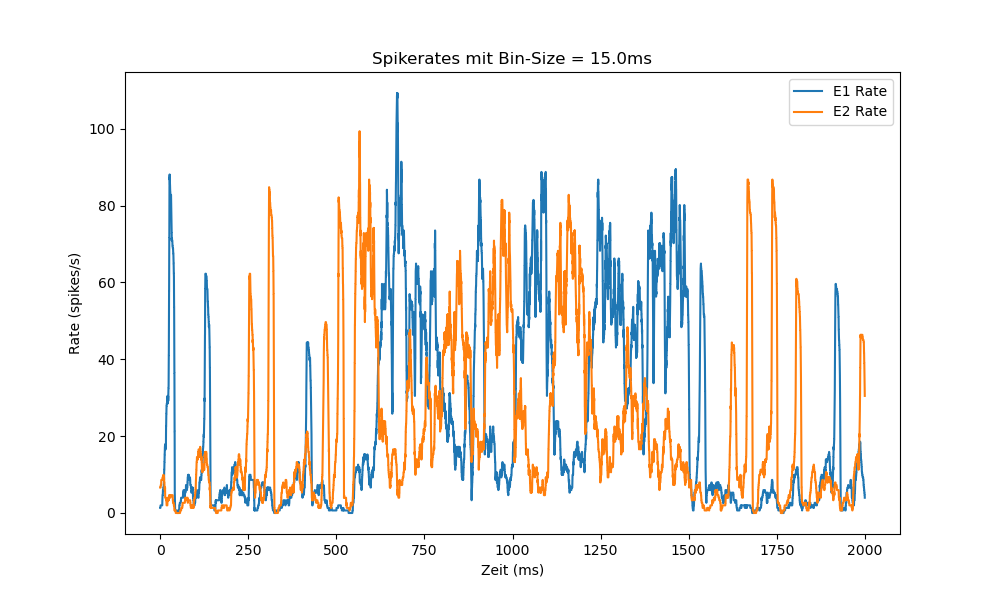 Spikerates mit Bin-Size = 15.0ms
E1 Rate
E2 Rate
Rate (spikes/s)
100
80
60
40
20
0
0 250 500 750 1000 1250 1500 1750 2000
Zeit (ms)